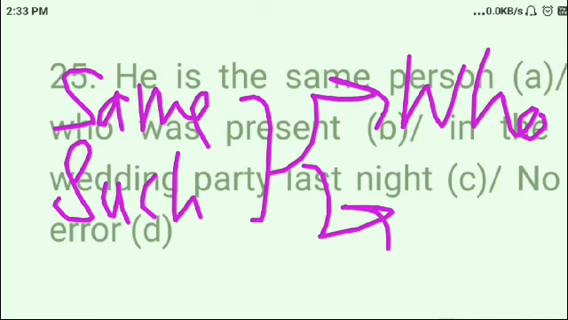 2:33 PM ...0.0KB/s
25. He is the same person (a)/
Same Who
who was present (b)/ in the
wedding party last night (c)/ No
Such
error (d)